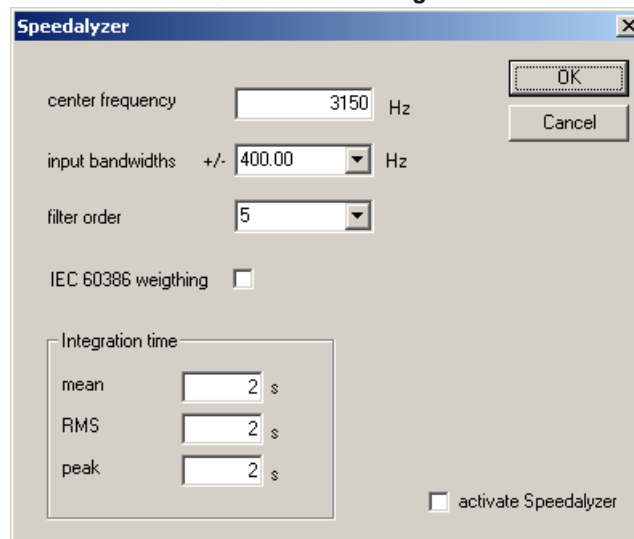 Speedalyzer
center frequency 3150 Hz
OK
Cancel
input bandwidths +/- 400.00 Hz
filter order 5
IEC 60386 weigthing
Integration time
mean 2 s
RMS 2 s
peak 2 s
activate Speedalyzer